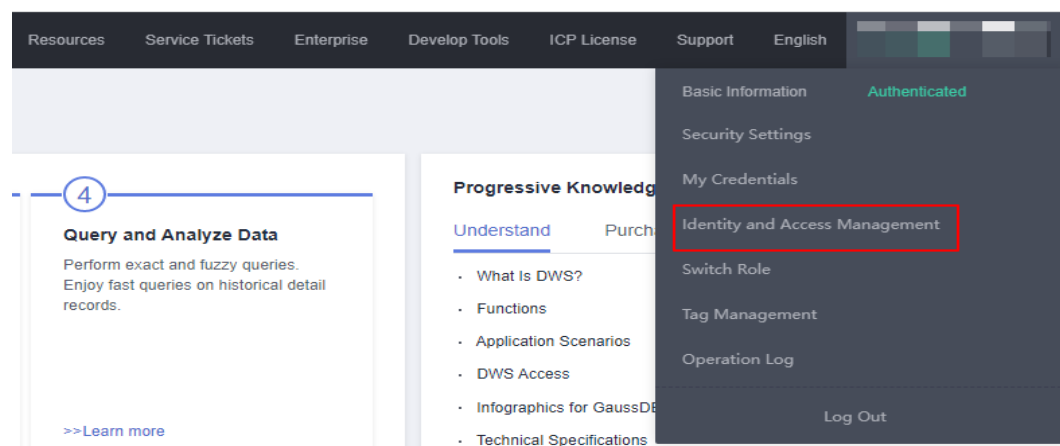 Resources Service Tickets Enterprise Develop Tools ICP License Support English
Basic Information Authenticated
Security Settings
My Credentials
Identity and Access Management
Switch Role
Tag Management
Operation Log
Log Out
4
Query and Analyze Data
Perform exact and fuzzy queries.
Enjoy fast queries on historical detail
records.
>>Learn more
Progressive Knowledg
Understand Purch
· What Is DWS?
· Functions
· Application Scenarios
· DWS Access
· Infographics for GaussD
· Technical Specifications